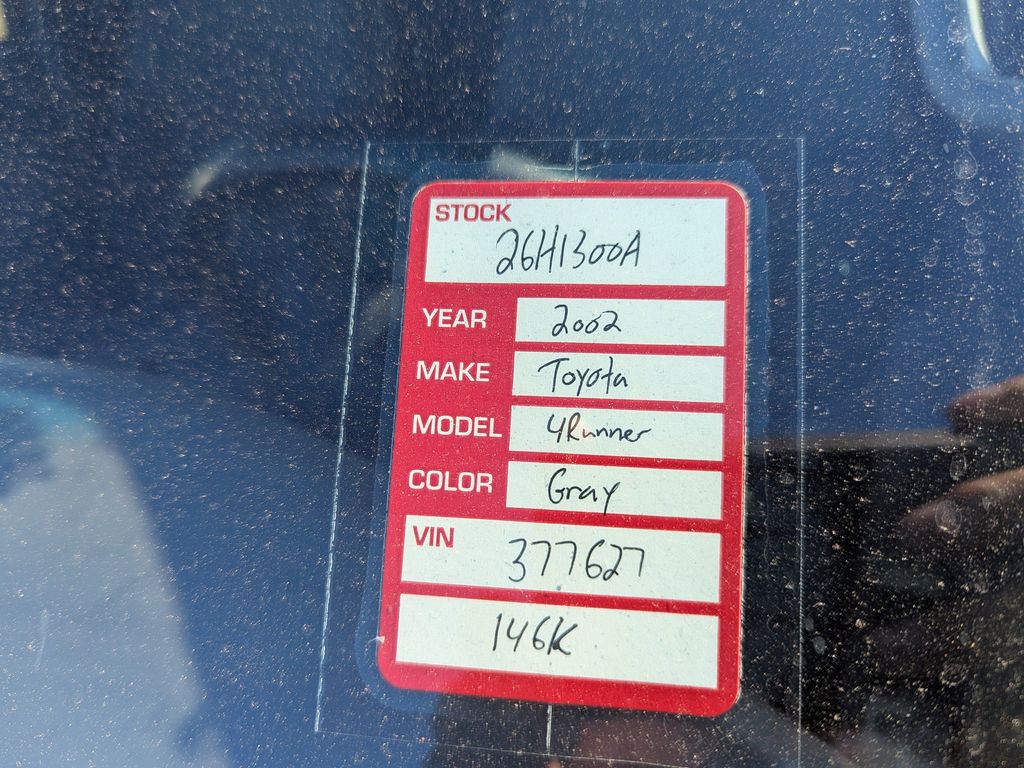 STOCK
26H1300A
YEAR 2002
MAKE Toyota
MODEL 4Runner
COLOR Gray
VIN
377627
146K